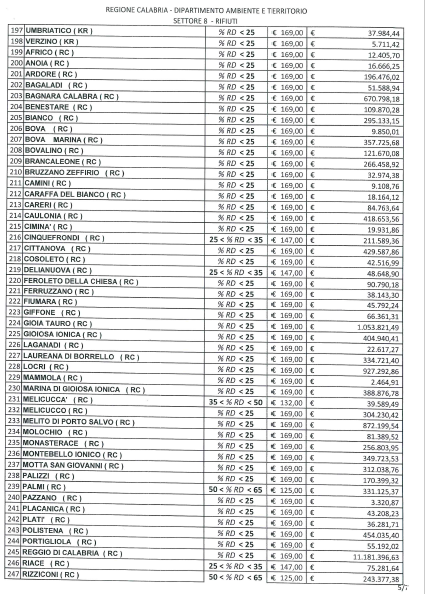 REGIONE CALABRIA - DIPARTIMENTO AMBIENTE E TERRITORIO
SETTORE 8 - RIFIUTI
197 UMBRIATICO ( KR ) % RD < 25 € 169,00 € 37.984,44
198 VERZINO ( KR ) % RD < 25 € 169,00 € 5.711,42
199 AFRICO ( RC ) % RD < 25 € 169,00 € 12.405,70
200 ANOIA ( RC ) % RD < 25 € 169,00 € 16.666,25
201 ARDORE ( RC ) % RD < 25 € 169,00 € 196.476,02
202 BAGALADI ( RC ) % RD < 25 € 169,00 € 51.588,94
203 BAGNARA CALABRA ( RC ) % RD < 25 € 169,00 € 670.798,18
204 BENESTARE ( RC ) % RD < 25 € 169,00 € 109.870,28
205 BIANCO ( RC ) % RD < 25 € 169,00 € 295.133,15
206 BOVA ( RC ) % RD < 25 € 169,00 € 9.850,01
207 BOVA MARINA ( RC ) % RD < 25 € 169,00 € 357.725,68
208 BOVALINO ( RC ) % RD < 25 € 169,00 € 121.670,08
209 BRANCALEONE ( RC ) % RD < 25 € 169,00 € 266.458,92
210 BRUZZANO ZEFFIRIO ( RC ) % RD < 25 € 169,00 € 32.974,38
211 CAMINI ( RC ) % RD < 25 € 169,00 € 9.108,76
212 CARAFFA DEL BIANCO ( RC ) % RD < 25 € 169,00 € 18.164,12
213 CARERI ( RC ) % RD < 25 € 169,00 € 84.763,64
214 CAULONIA ( RC ) % RD < 25 € 169,00 € 418.653,56
215 CIMINA' ( RC ) % RD < 25 € 169,00 € 19.931,86
216 CINQUEFRONDI ( RC ) 25 < % RD < 35 € 147,00 € 211.589,36
217 CITTANOVA ( RC ) % RD < 25 € 169,00 € 429.587,86
218 COSOLETO ( RC ) % RD < 25 € 169,00 € 42.516,99
219 DELIANUOVA ( RC ) 25 < % RD < 35 € 147,00 € 48.648,90
220 FEROLETO DELLA CHIESA ( RC ) % RD < 25 € 169,00 € 90.790,18
221 FERRUZZANO ( RC ) % RD < 25 € 169,00 € 38.143,30
222 FIUMARA ( RC ) % RD < 25 € 169,00 € 45.792,24
223 GIFFONE ( RC ) % RD < 25 € 169,00 € 66.361,31
224 GIOIA TAURO ( RC ) % RD < 25 € 169,00 € 1.053.821,49
225 GIOIOSA IONICA ( RC ) % RD < 25 € 169,00 € 404.940,41
226 LAGANADI ( RC ) % RD < 25 € 169,00 € 22.617,27
227 LAUREANA DI BORRELLO ( RC ) % RD < 25 € 169,00 € 334.721,40
228 LOCRI ( RC ) % RD < 25 € 169,00 € 927.292,86
229 MAMMOLA ( RC ) % RD < 25 € 169,00 € 2.464,91
230 MARINA DI GIOIOSA IONICA ( RC ) % RD < 25 € 169,00 € 388.876,78
231 MELICUCCA' ( RC ) 35 < % RD < 50 € 132,00 € 39.589,49
232 MELICUCCO ( RC ) % RD < 25 € 169,00 € 304.230,42
233 MELITO DI PORTO SALVO ( RC ) % RD < 25 € 169,00 € 872.199,54
234 MOLOCHIO ( RC ) % RD < 25 € 169,00 € 81.389,52
235 MONASTERACE ( RC ) % RD < 25 € 169,00 € 256.803,95
236 MONTEBELLO IONICO ( RC ) % RD < 25 € 169,00 € 349.723,53
237 MOTTA SAN GIOVANNI ( RC ) % RD < 25 € 169,00 € 312.038,76
238 PALIZZI ( RC ) % RD < 25 € 169,00 € 170.399,32
239 PALMI ( RC ) 50 < % RD < 65 € 125,00 € 331.125,37
240 PAZZANO ( RC ) % RD < 25 € 169,00 € 3.320,87
241 PLACANICA ( RC ) % RD < 25 € 169,00 € 43.208,23
242 PLATI' ( RC ) % RD < 25 € 169,00 € 36.281,71
243 POLISTENA ( RC ) % RD < 25 € 169,00 € 454.035,40
244 PORTIGLIOLA ( RC ) % RD < 25 € 169,00 € 55.192,02
245 REGGIO DI CALABRIA ( RC ) % RD < 25 € 169,00 € 11.181.396,63
246 RIACE ( RC ) 25 < % RD < 35 € 147,00 € 75.281,64
247 RIZZICONI ( RC ) 50 < % RD < 65 € 125,00 € 243.377,38